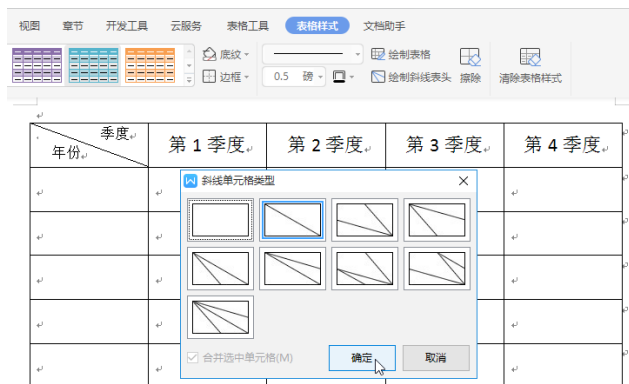 视图 章节 开发工具 云服务 表格工具 表格样式 文档助手
底纹 绘制表格
边框 0.5 磅 绘制斜线表头 擦除 清除表格样式
季度
年份 第 1 季度 第 2 季度 第 3 季度 第 4 季度
斜线单元格类型
合并选中单元格(M) 确定 取消